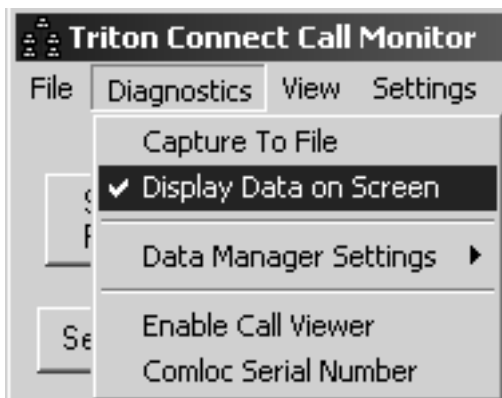 Triton Connect Call Monitor
File Diagnostics View Settings
Capture To File
Display Data on Screen
Data Manager Settings
Enable Call Viewer
Comloc Serial Number